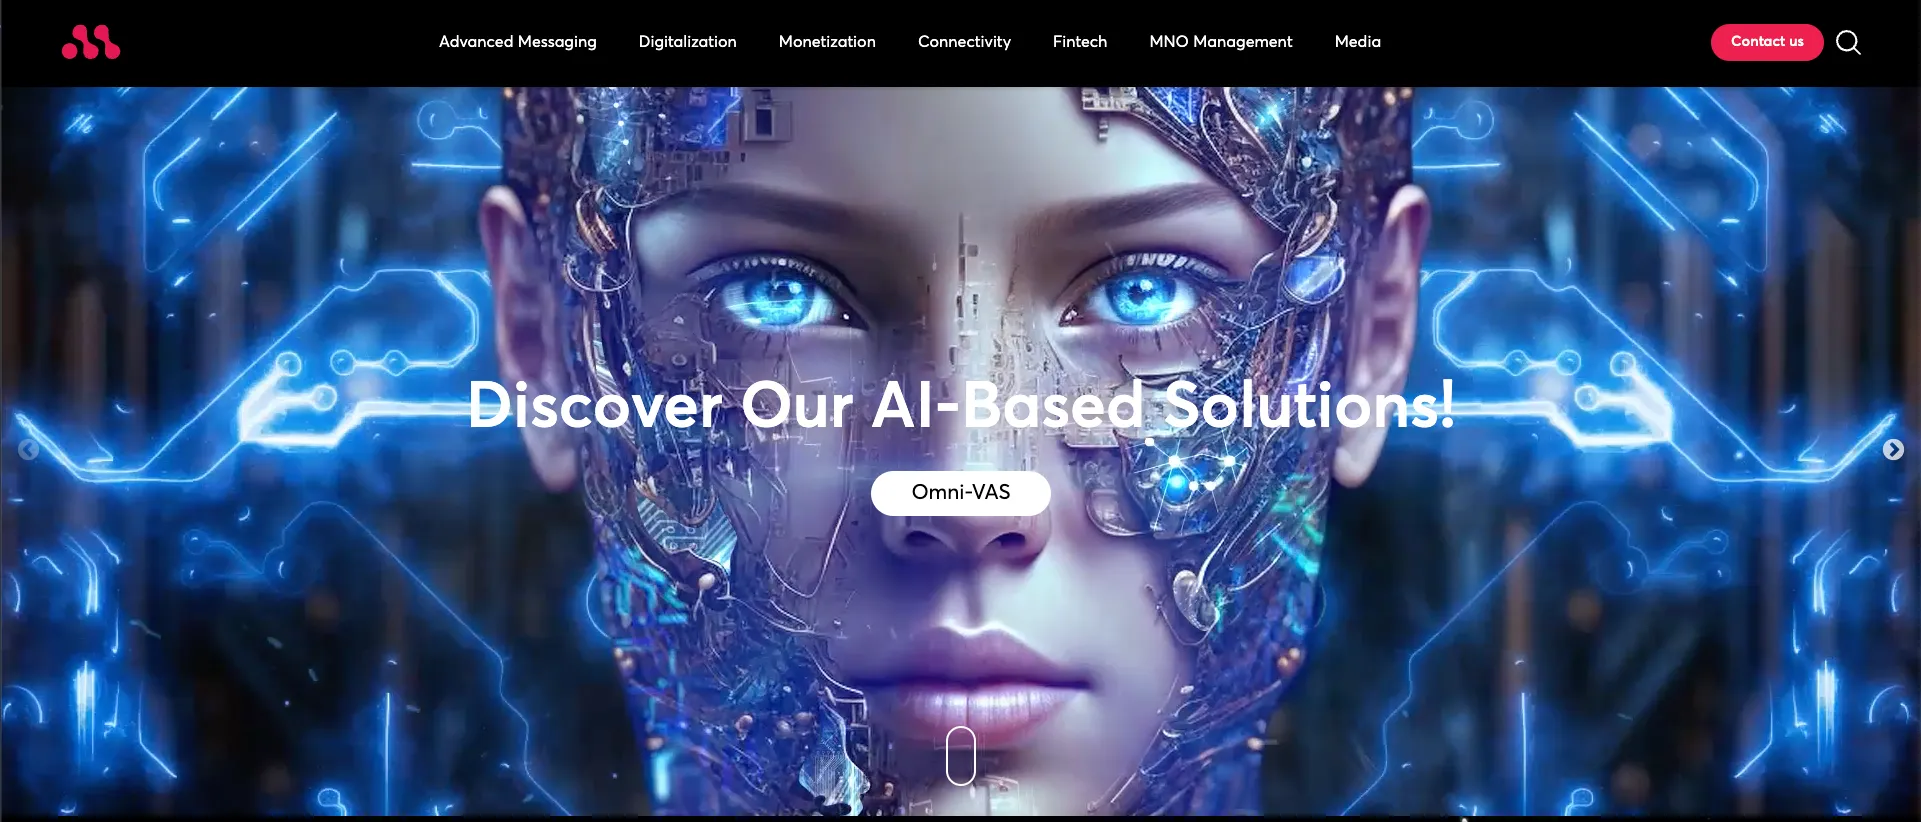 Advanced Messaging Digitalization Monetization Connectivity Fintech MNO Management Media Contact us
Discover Our AI-Based Solutions!
Omni-VAS